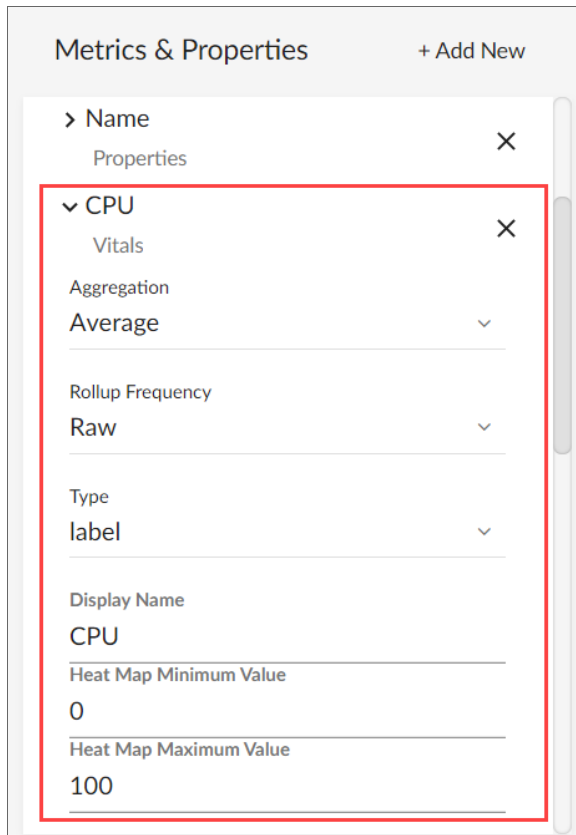 Metrics & Properties + Add New
Name
Properties
CPU
Vitals
Aggregation
Average
Rollup Frequency
Raw
Type
label
Display Name
CPU
Heat Map Minimum Value
0
Heat Map Maximum Value
100